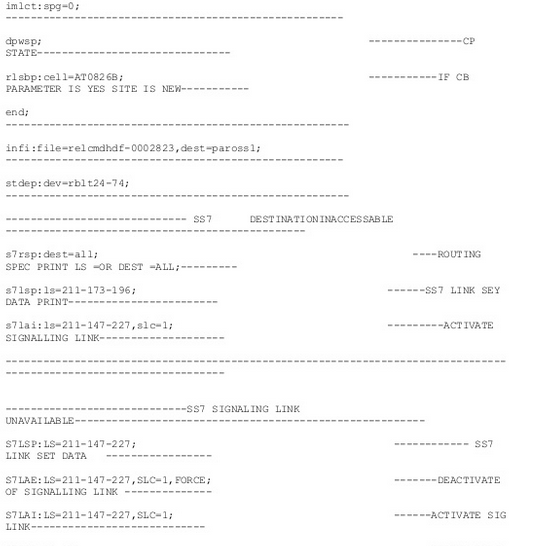 imlct:spg=0;
------------------------------------------------------
dpwsp; ---------------CP
STATE-------------------------------
rlsbp:cell=AT0826B; -----------IF CB
PARAMETER IS YES SITE IS NEW-----------
end;
-------------------------------------------------------
infi:file=relcmdhdf-0002823,dest=paross1;
------------------------------------------------------
stdep:dev=rblt24-74;
-------------------------------------------------------
----------------------------- SS7 DESTINATIONINACCESSABLE
------------------------------------------------
s7rsp:dest=all; ----ROUTING
SPEC PRINT LS =OR DEST =ALL;---------
s7lsp:ls=211-173-196; ------SS7 LINK SEY
DATA PRINT------------------------
s7lai:ls=211-147-227,slc=1; ---------ACTIVATE
SIGNALLING LINK--------------------
--------------------------------------------------------------------------------
-----------------------------------
-----------------------------SS7 SIGNALING LINK
UNAVAILABLE--------------------------------------------------------
S7LSP:LS=211-147-227; ------------ SS7
LINK SET DATA -----------------
S7LAE:LS=211-147-227,SLC=1,FORCE; -------DEACTIVATE
OF SIGNALLING LINK --------------
S7LAI:LS=211-147-227,SLC=1; ------ACTIVATE SIG
LINK----------------------------